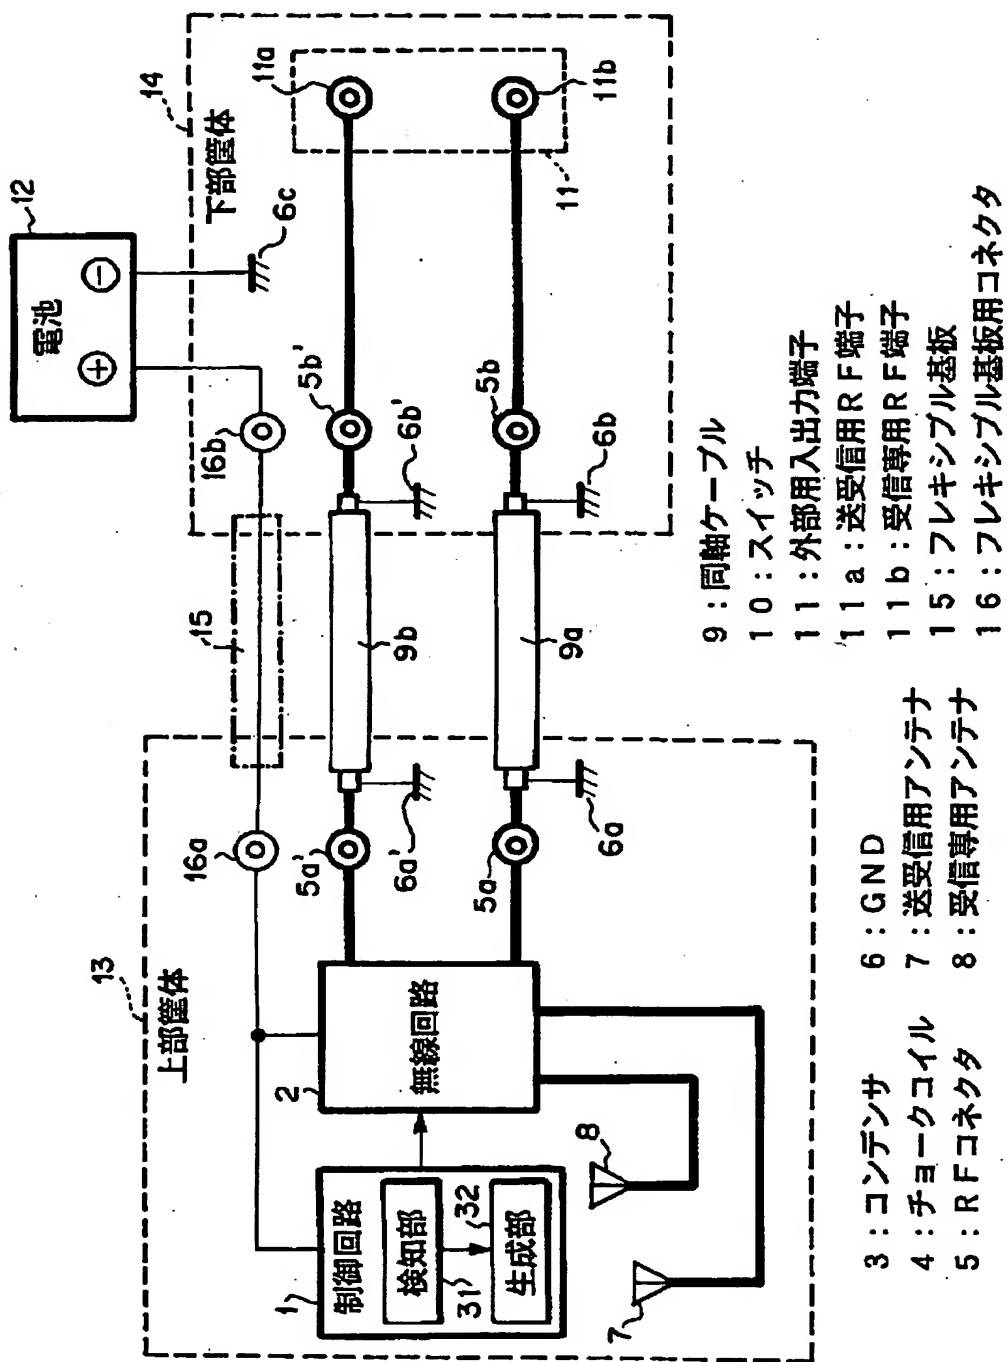 12
電池
＋
－
6c
14
下部筐体
11a
11b
11
16b
5b'
6b'
5b
6b
15
9b
9a
13
上部筐体
16a
5a'
6a'
5a
6a
2
無線回路
1
制御回路
検知部
31
32
生成部
8
7
3：コンデンサ
4：チョークコイル
5：RFコネクタ
6：GND
7：送受信用アンテナ
8：受信専用アンテナ
9：同軸ケーブル
10：スイッチ
11：外部用入出力端子
11a：送受信用RF端子
11b：受信専用RF端子
15：フレキシブル基板
16：フレキシブル基板用コネクタ